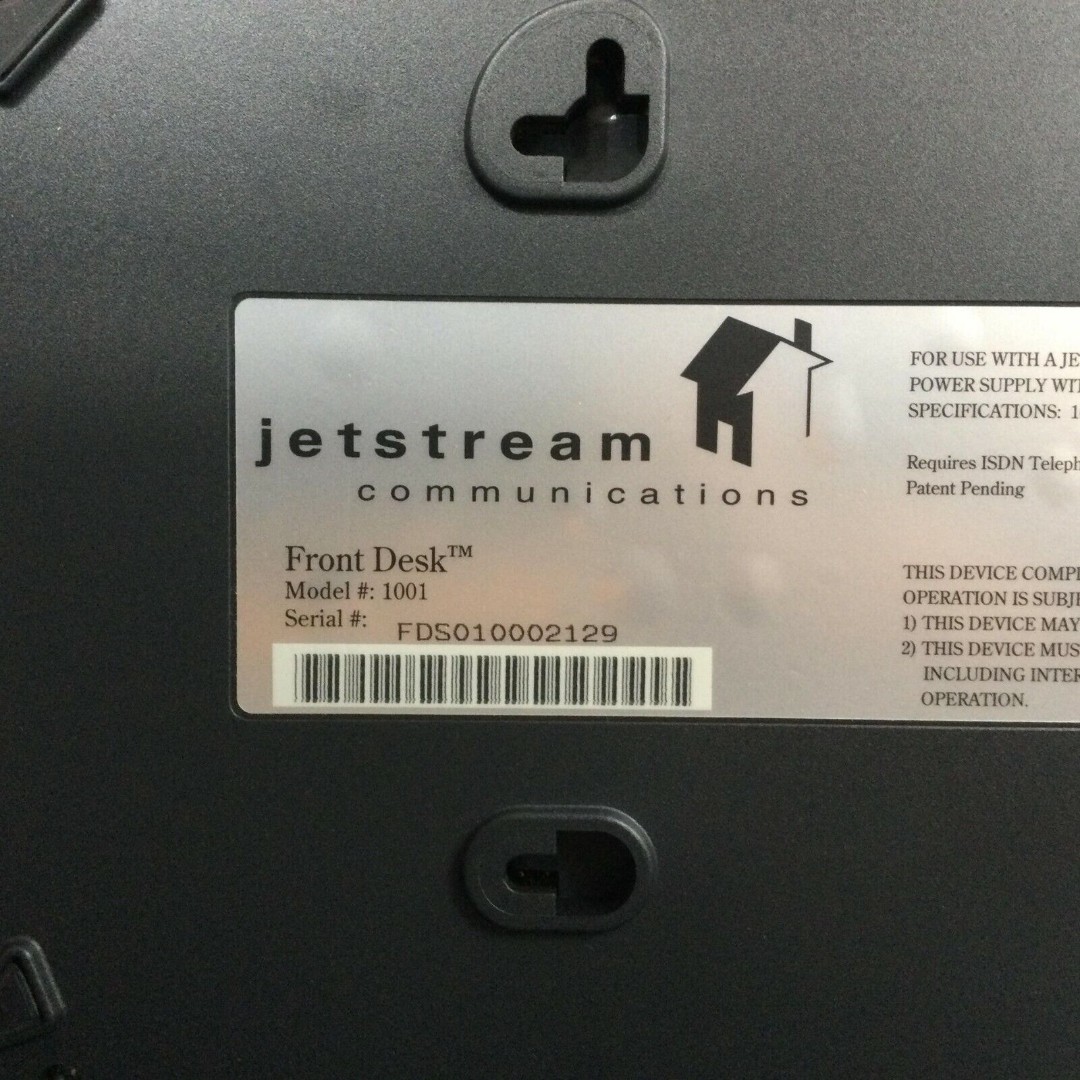 jetstream
communications
Front Desk™
Model #: 1001
Serial #:
FDS010002129
FOR USE WITH A
POWER SUPPLY
SPECIFICATIONS:
Requires ISDN
Patent Pending
THIS DEVICE
OPERATION IS
1) THIS DEVICE MAY
2) THIS DEVICE
INCLUDING
OPERATION.